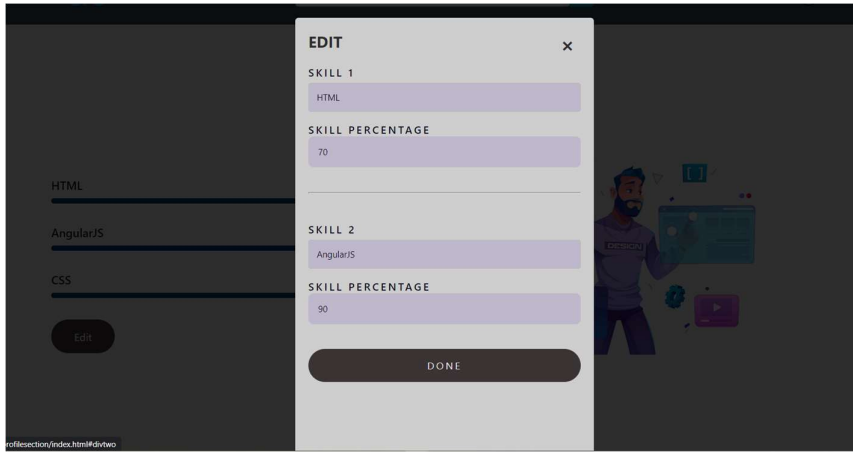 EDIT ×
SKILL 1
HTML
SKILL PERCENTAGE
70
SKILL 2
AngularJS
SKILL PERCENTAGE
90
DONE
HTML
AngularJS
CSS
Edit
DESIGN
rofilesection/index.html#divtwo